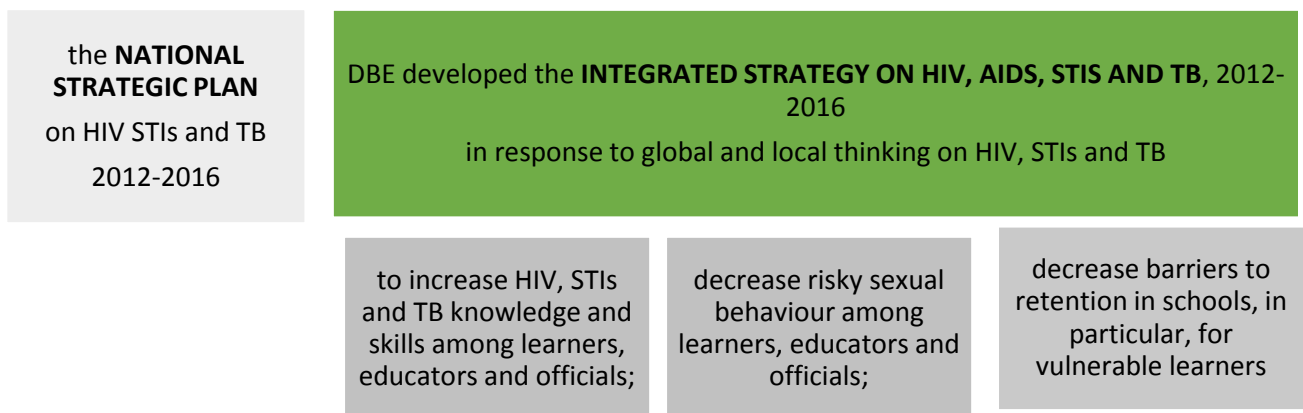 the NATIONAL
STRATEGIC PLAN
on HIV STIs and TB
2012-2016
DBE developed the INTEGRATED STRATEGY ON HIV, AIDS, STIS AND TB, 2012-
2016
in response to global and local thinking on HIV, STIs and TB
to increase HIV, STIs
and TB knowledge and
skills among learners,
educators and officials;
decrease risky sexual
behaviour among
learners, educators and
officials;
decrease barriers to
retention in schools, in
particular, for
vulnerable learners